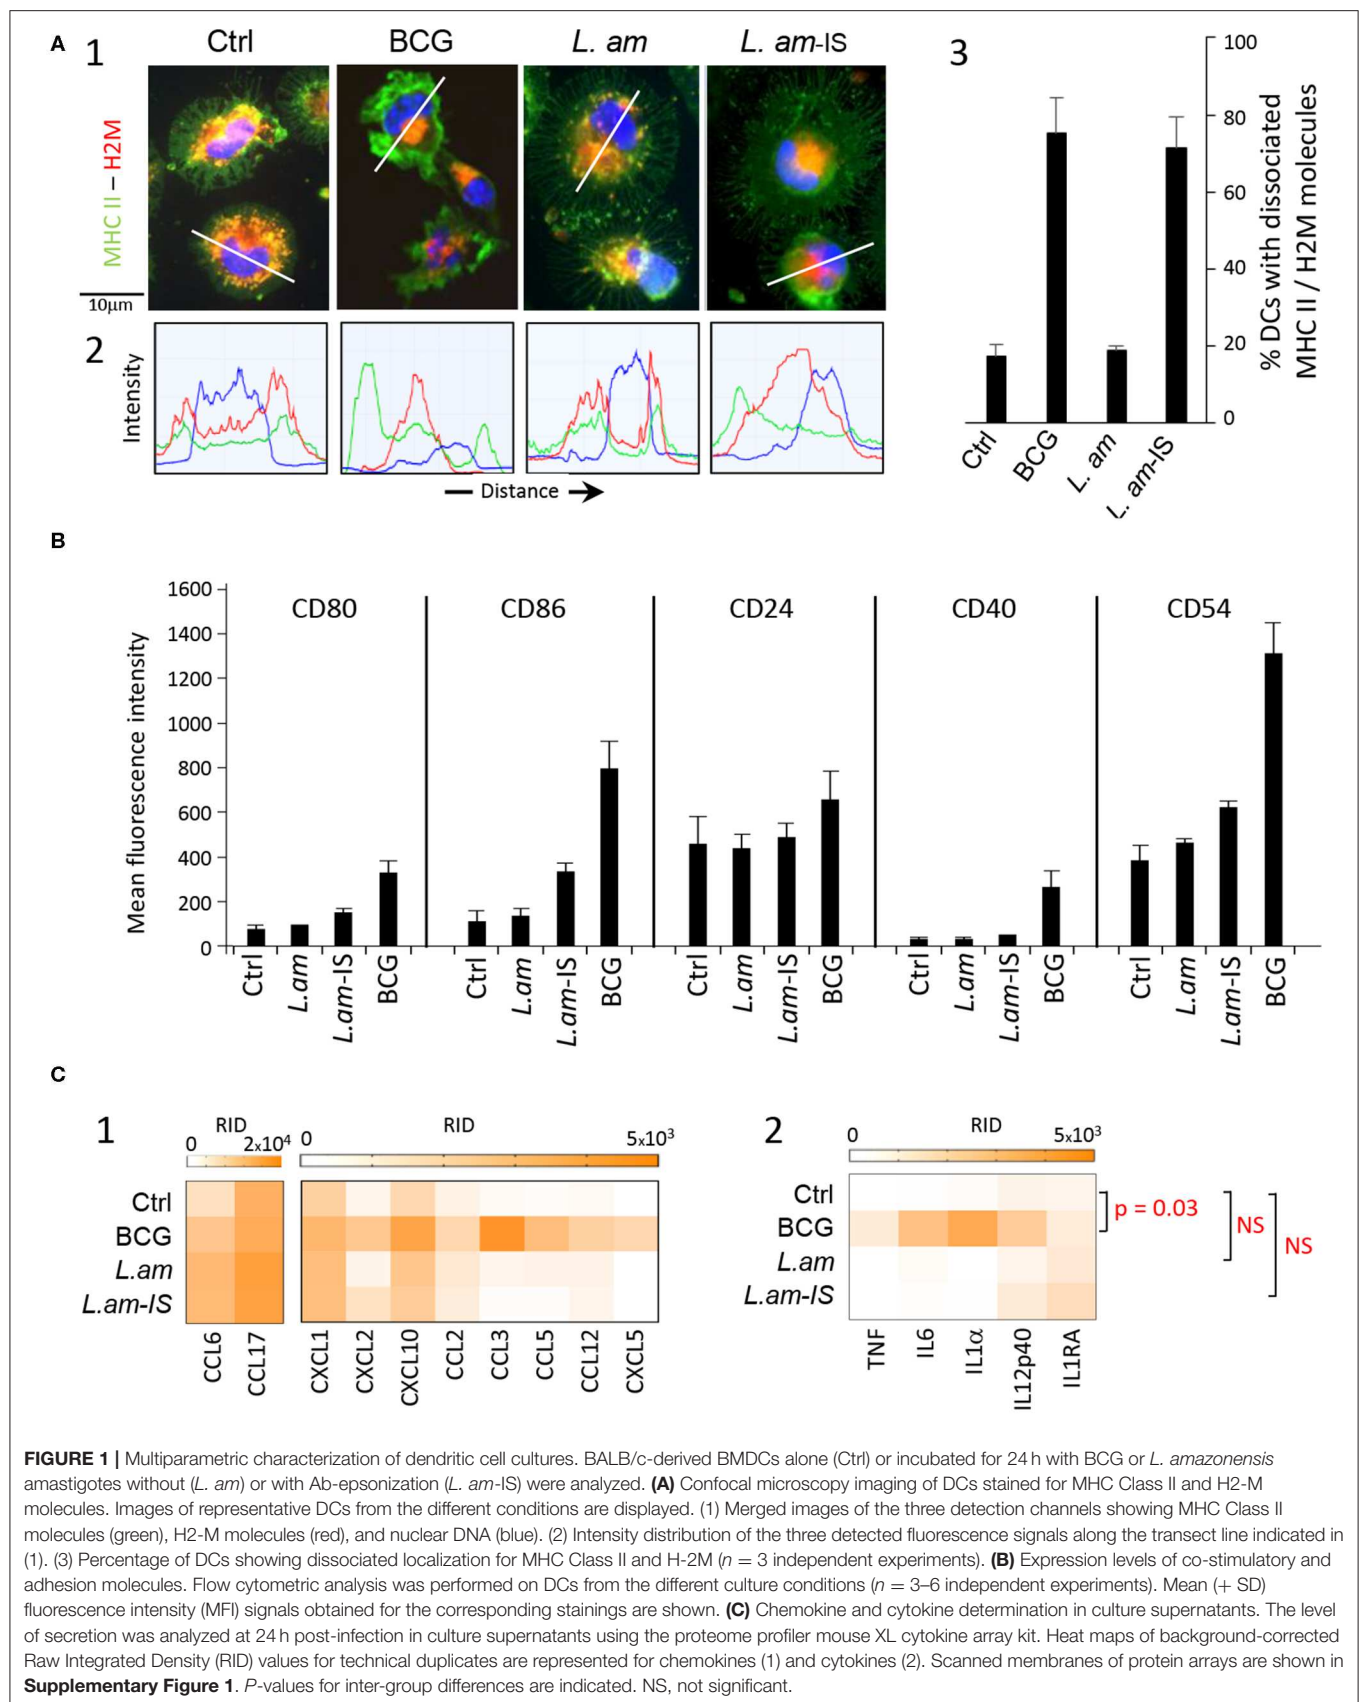 A
1
Ctrl
BCG
L. am
L. am-IS
MHC II – H2M
10µm
2
Intensity
Distance
3
100
80
60
40
20
0
% DCs with dissociated
MHC II / H2M molecules
Ctrl
BCG
L. am
L. am-IS
B
Mean fluorescence intensity
1600
1400
1200
1000
800
600
400
200
0
CD80
CD86
CD24
CD40
CD54
Ctrl
L.am
L.am-IS
BCG
Ctrl
L.am
L.am-IS
BCG
Ctrl
L.am
L.am-IS
BCG
Ctrl
L.am
L.am-IS
BCG
Ctrl
L.am
L.am-IS
BCG
C
1
RID
0
2x10⁴
RID
0
5x10³
Ctrl
BCG
L.am
L.am-IS
CCL6
CCL17
CXCL1
CXCL2
CXCL10
CCL2
CCL3
CCL5
CCL12
CXCL5
2
RID
0
5x10³
Ctrl
BCG
L.am
L.am-IS
p = 0.03
NS
NS
TNF
IL6
IL1α
IL12p40
IL1RA
FIGURE 1 | Multiparametric characterization of dendritic cell cultures. BALB/c-derived BMDCs alone (Ctrl) or incubated for 24 h with BCG or L. amazonensis
amastigotes without (L. am) or with Ab-epsonization (L. am-IS) were analyzed. (A) Confocal microscopy imaging of DCs stained for MHC Class II and H2-M
molecules. Images of representative DCs from the different conditions are displayed. (1) Merged images of the three detection channels showing MHC Class II
molecules (green), H2-M molecules (red), and nuclear DNA (blue). (2) Intensity distribution of the three detected fluorescence signals along the transect line indicated in
(1). (3) Percentage of DCs showing dissociated localization for MHC Class II and H-2M (n = 3 independent experiments). (B) Expression levels of co-stimulatory and
adhesion molecules. Flow cytometric analysis was performed on DCs from the different culture conditions (n = 3–6 independent experiments). Mean (+ SD)
fluorescence intensity (MFI) signals obtained for the corresponding stainings are shown. (C) Chemokine and cytokine determination in culture supernatants. The level
of secretion was analyzed at 24 h post-infection in culture supernatants using the proteome profiler mouse XL cytokine array kit. Heat maps of background-corrected
Raw Integrated Density (RID) values for technical duplicates are represented for chemokines (1) and cytokines (2). Scanned membranes of protein arrays are shown in
Supplementary Figure 1. P-values for inter-group differences are indicated. NS, not significant.